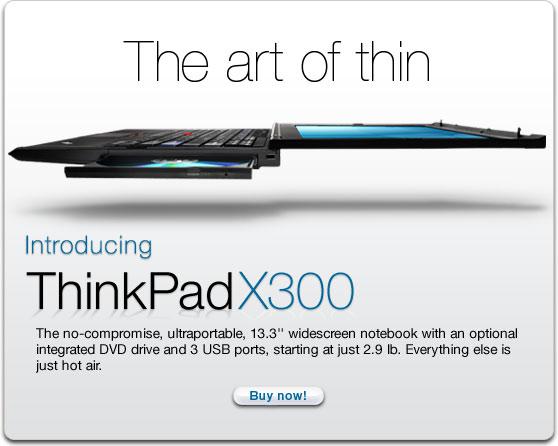 The art of thin
Introducing
ThinkPad X300
The no-compromise, ultraportable, 13.3'' widescreen notebook with an optional
integrated DVD drive and 3 USB ports, starting at just 2.9 lb. Everything else is
just hot air.
Buy now!